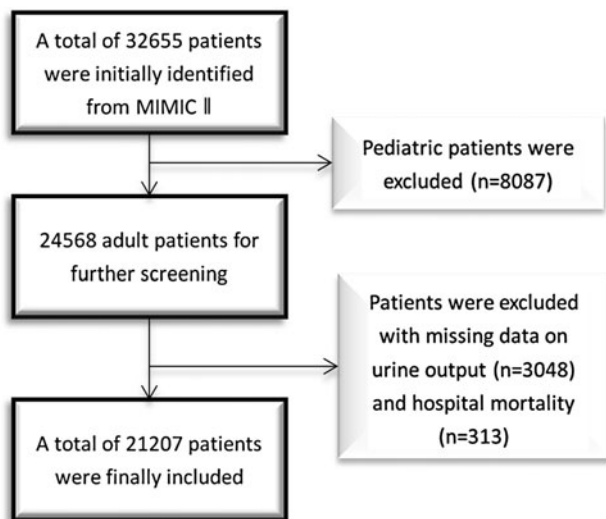 A total of 32655 patients
were initially identified
from MIMIC Ⅱ
Pediatric patients were
excluded (n=8087)
24568 adult patients for
further screening
Patients were excluded
with missing data on
urine output (n=3048)
and hospital mortality
(n=313)
A total of 21207 patients
were finally included